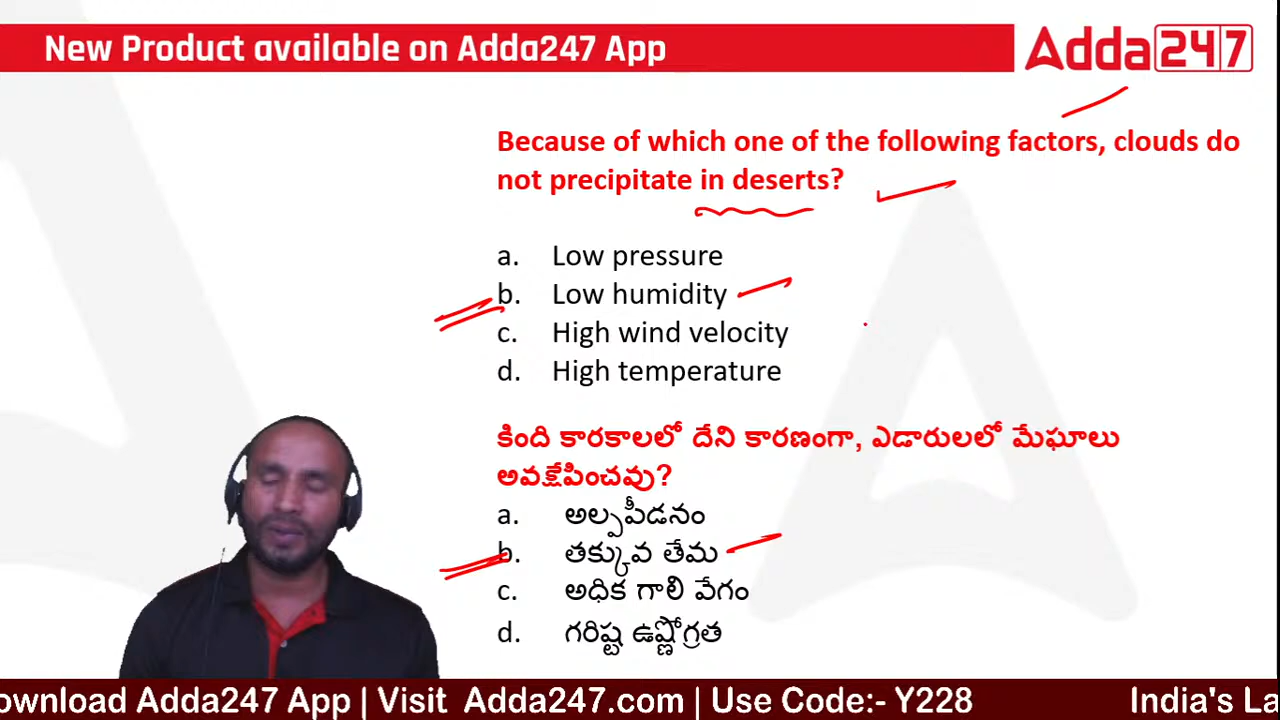 New Product available on Adda247 App
Adda247
Because of which one of the following factors, clouds do
not precipitate in deserts?
a. Low pressure
b. Low humidity
c. High wind velocity
d. High temperature
కింది కారకాలలో దేని కారణంగా, ఎడారులలో మేఘాలు
అవక్షేపించవు?
a. అల్పపీడనం
b. తక్కువ తేమ
c. అధిక గాలి వేగం
d. గరిష్ట ఉష్ణోగ్రత
ownload Adda247 App | Visit Adda247.com | Use Code:- Y228 India's La